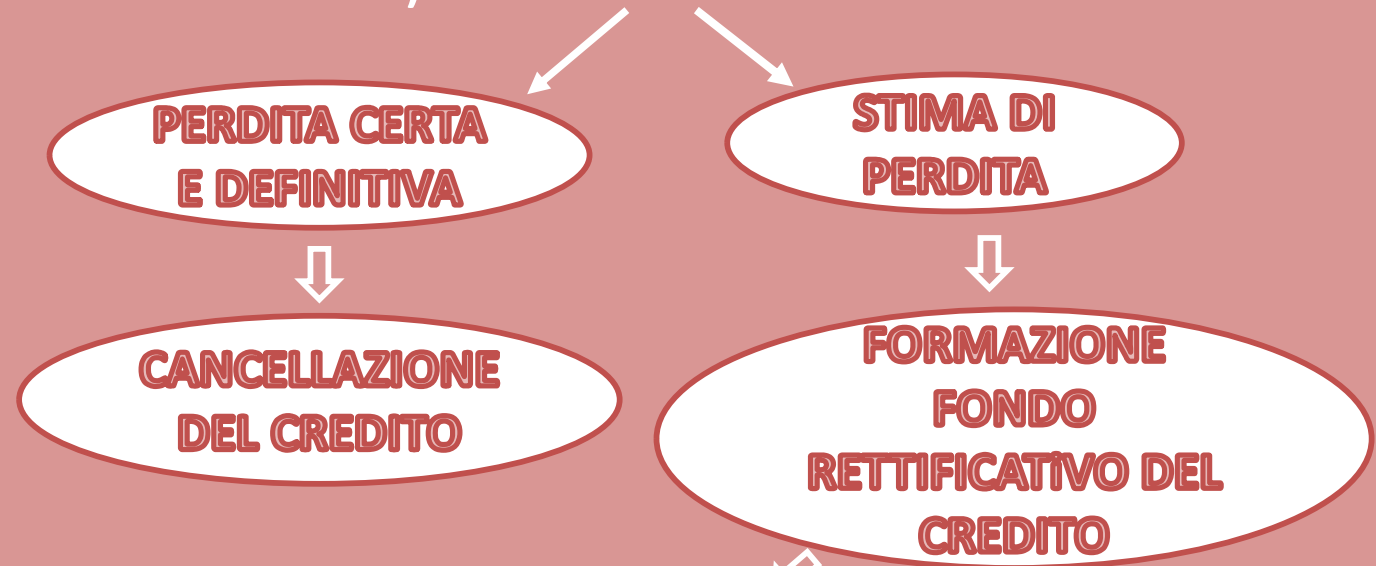 PERDITA CERTA
E DEFINITIVA
STIMA DI
PERDITA
CANCELLAZIONE
DEL CREDITO
FORMAZIONE
FONDO
RETTIFICATiVO DEL
CREDITO